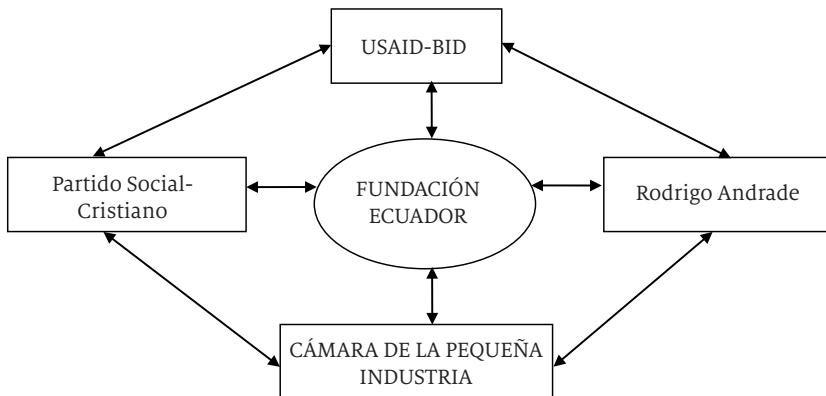 USAID-BID
Partido Social-
Cristiano
FUNDACIÓN
ECUADOR
Rodrigo Andrade
CÁMARA DE LA PEQUEÑA
INDUSTRIA